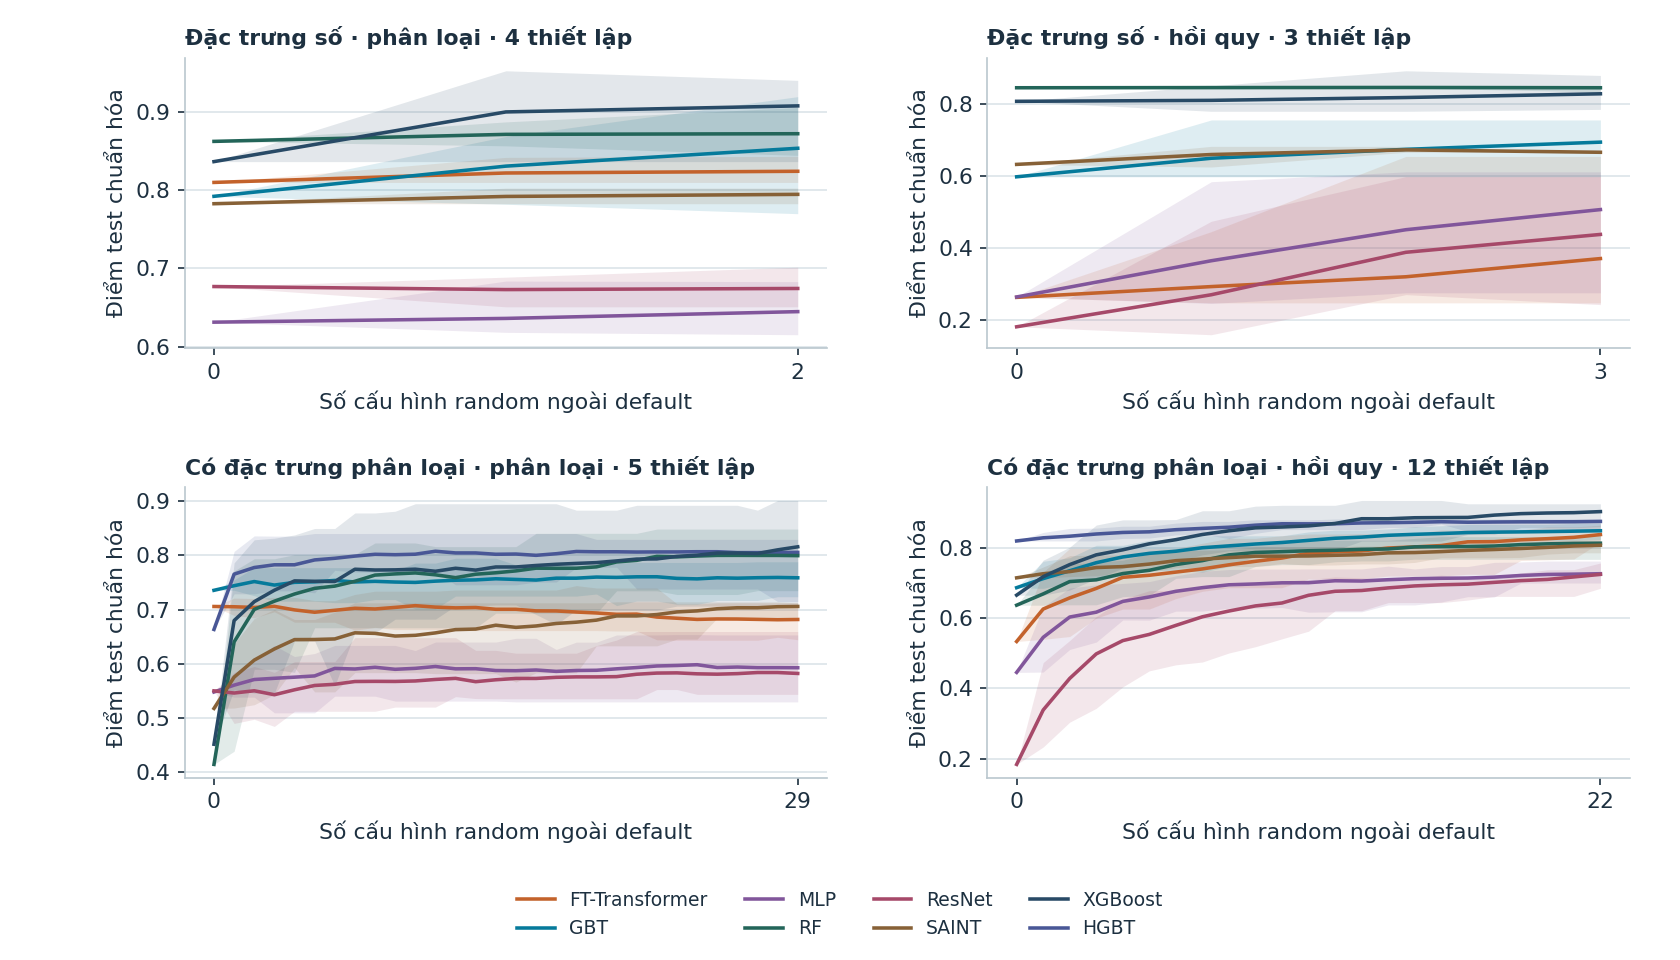 Đặc trưng số · phân loại · 4 thiết lập
Điểm test chuẩn hóa
0.9
0.8
0.7
0.6
0
2
Số cấu hình random ngoài default
Đặc trưng số · hồi quy · 3 thiết lập
Điểm test chuẩn hóa
0.8
0.6
0.4
0.2
0
3
Số cấu hình random ngoài default
Có đặc trưng phân loại · phân loại · 5 thiết lập
Điểm test chuẩn hóa
0.9
0.8
0.7
0.6
0.5
0.4
0
29
Số cấu hình random ngoài default
Có đặc trưng phân loại · hồi quy · 12 thiết lập
Điểm test chuẩn hóa
0.8
0.6
0.4
0.2
0
22
Số cấu hình random ngoài default
FT-Transformer
MLP
ResNet
XGBoost
GBT
RF
SAINT
HGBT